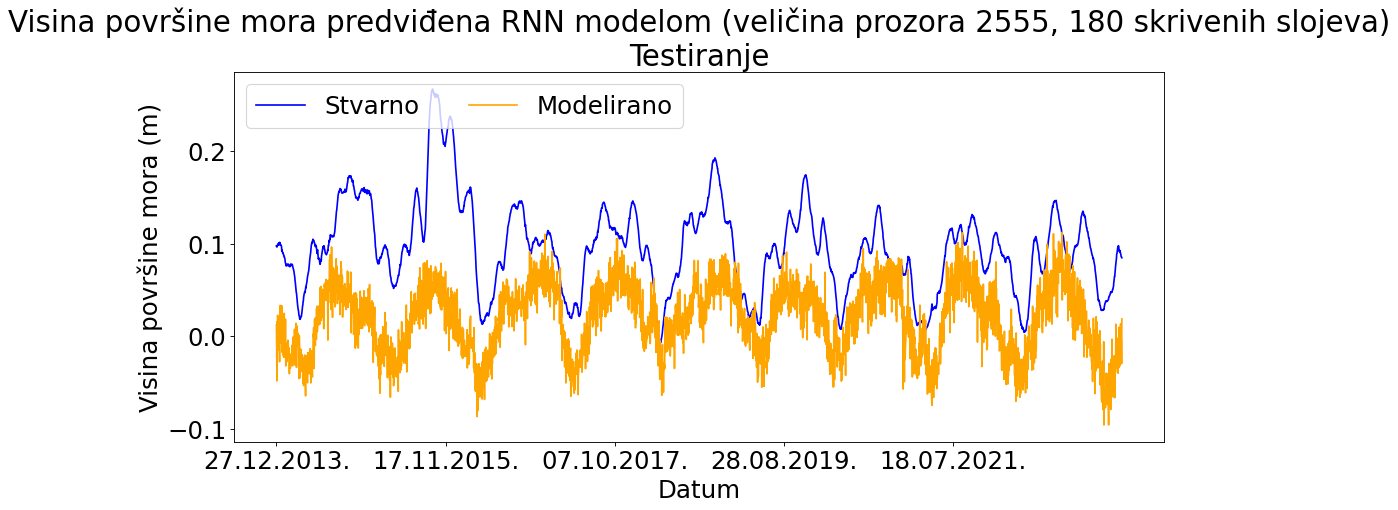 Visina površine mora predviđena RNN modelom (veličina prozora 2555, 180 skrivenih slojeva)
Testiranje
Stvarno
Modelirano
Visina površine mora (m)
0.2
0.1
0.0
−0.1
27.12.2013.
17.11.2015.
07.10.2017.
28.08.2019.
18.07.2021.
Datum